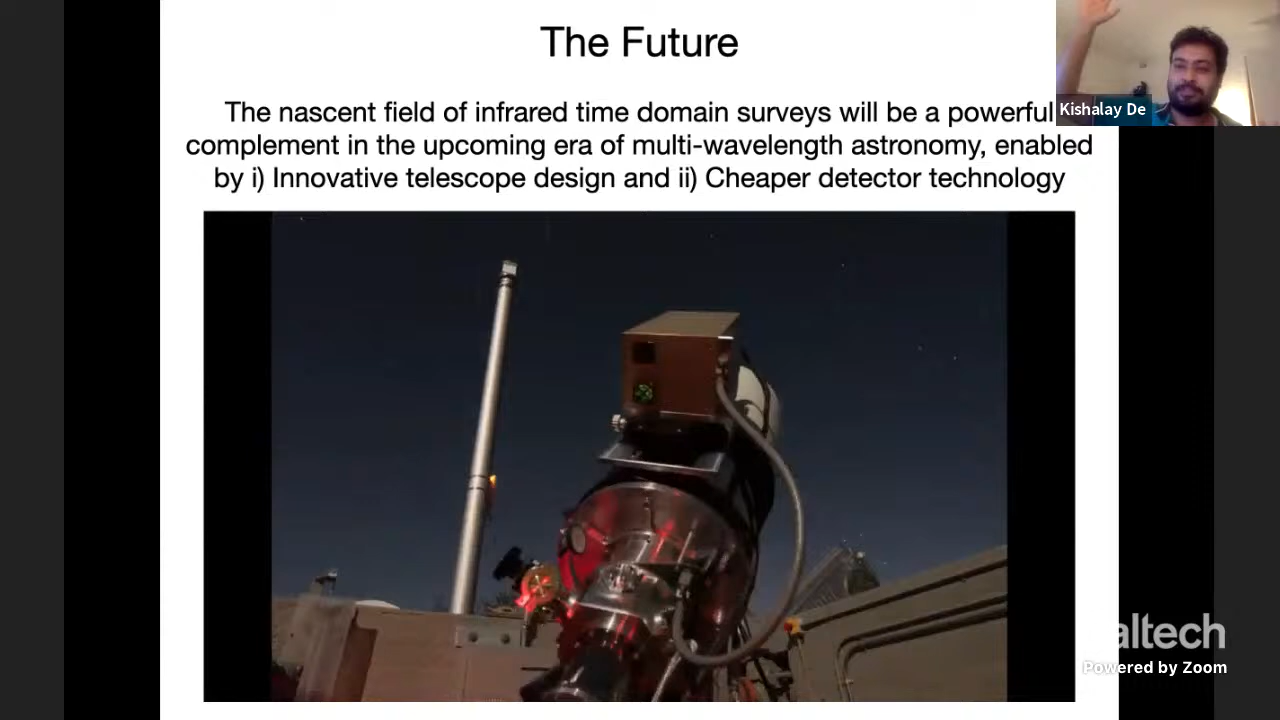 The Future
The nascent field of infrared time domain surveys will be a powerful
complement in the upcoming era of multi-wavelength astronomy, enabled
by i) Innovative telescope design and ii) Cheaper detector technology
Kishalay De
altech
Powered by Zoom